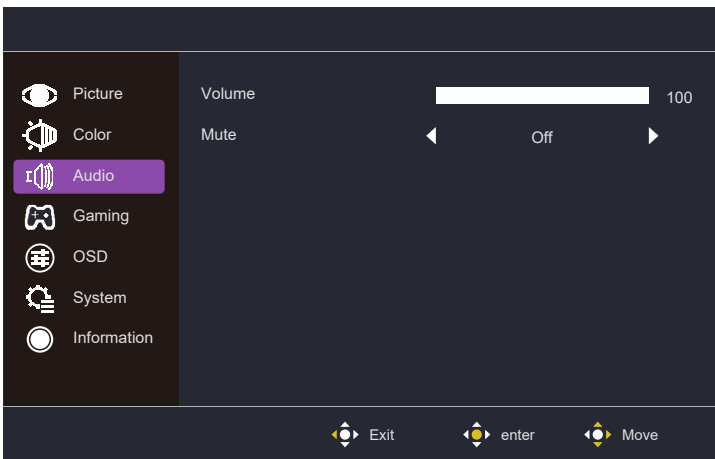 Picture
Color
Audio
Gaming
OSD
System
Information
Volume
100
Mute
Off
Exit
enter
Move